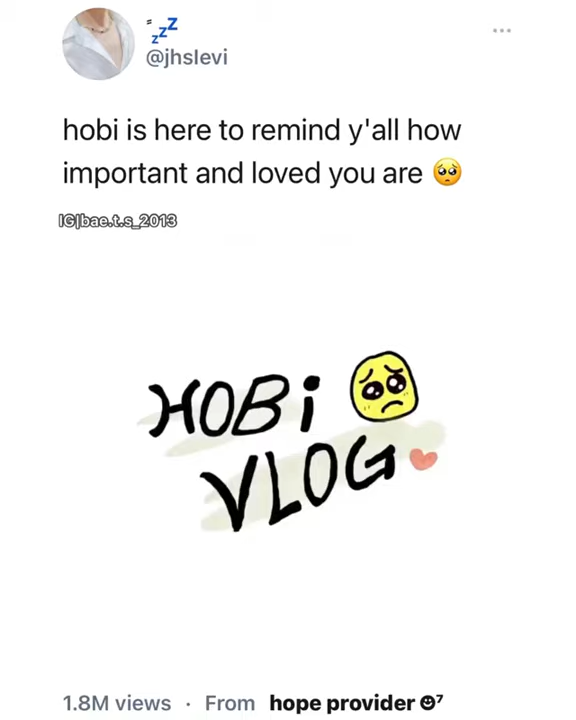 💤
@jhslevi
hobi is here to remind y'all how
important and loved you are 🥺
IG|bae.t.s_2013
HOBi
VLOG.
1.8M views · From hope provider ☻⁷